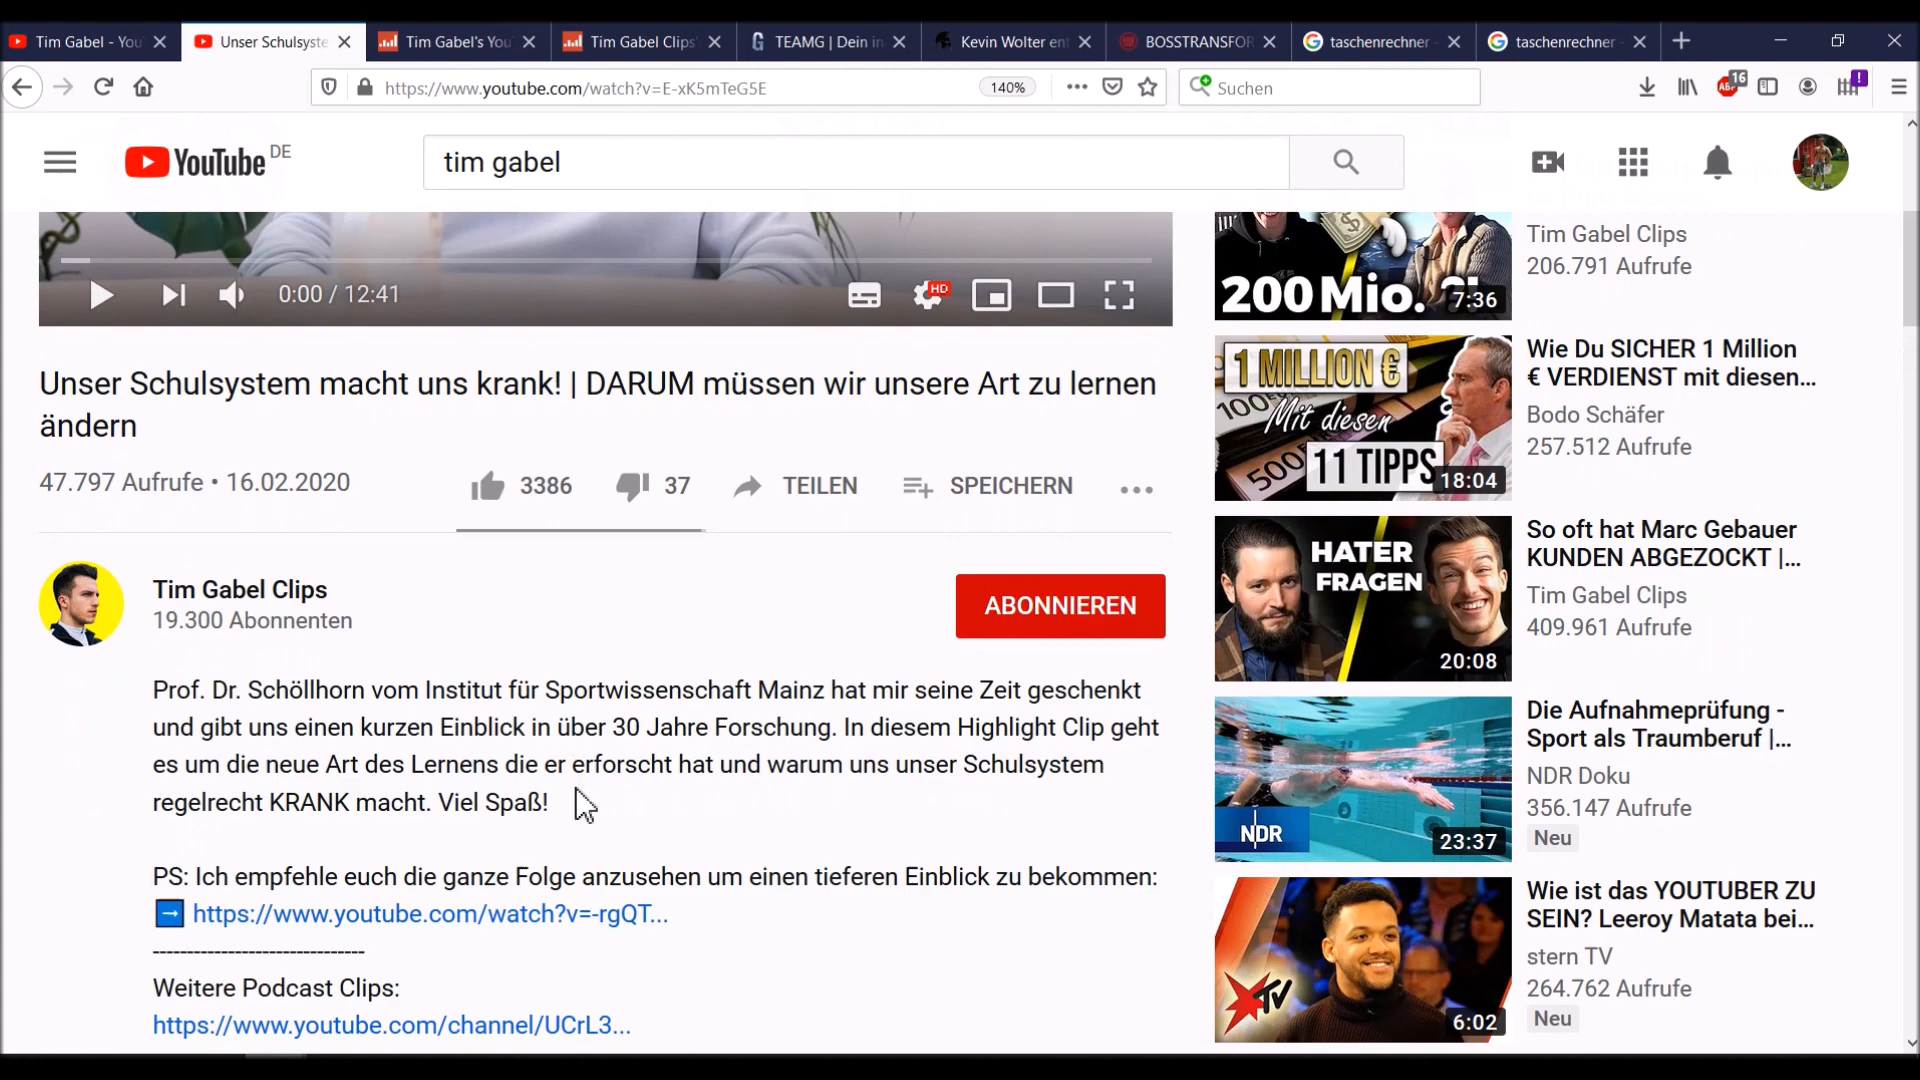 Tim Gabel - You
Unser Schulsyste
Tim Gabel's You
Tim Gabel Clips'
TEAMG | Dein in
Kevin Wolter ent
BOSSTRANSFOR
taschenrechner -
taschenrechner -
https://www.youtube.com/watch?v=E-xK5mTeG5E
140%
Suchen
ABP
16
YouTube DE
tim gabel
0:00 / 12:41
HD
Unser Schulsystem macht uns krank! | DARUM müssen wir unsere Art zu lernen
ändern
47.797 Aufrufe • 16.02.2020
3386
37
TEILEN
SPEICHERN
Tim Gabel Clips
19.300 Abonnenten
ABONNIEREN
Prof. Dr. Schöllhorn vom Institut für Sportwissenschaft Mainz hat mir seine Zeit geschenkt
und gibt uns einen kurzen Einblick in über 30 Jahre Forschung. In diesem Highlight Clip geht
es um die neue Art des Lernens die er erforscht hat und warum uns unser Schulsystem
regelrecht KRANK macht. Viel Spaß!
PS: Ich empfehle euch die ganze Folge anzusehen um einen tieferen Einblick zu bekommen:
https://www.youtube.com/watch?v=-rgQT...
------------------------------
Weitere Podcast Clips:
https://www.youtube.com/channel/UCrL3...
200 Mio. ?!
7:36
Tim Gabel Clips
206.791 Aufrufe
1 MILLION €
Mit diesen
11 TIPPS
100
500
18:04
Wie Du SICHER 1 Million
€ VERDIENST mit diesen...
Bodo Schäfer
257.512 Aufrufe
HATER
FRAGEN
20:08
So oft hat Marc Gebauer
KUNDEN ABGEZOCKT |...
Tim Gabel Clips
409.961 Aufrufe
NDR
23:37
Die Aufnahmeprüfung -
Sport als Traumberuf |...
NDR Doku
356.147 Aufrufe
Neu
TV
6:02
Wie ist das YOUTUBER ZU
SEIN? Leeroy Matata bei...
stern TV
264.762 Aufrufe
Neu